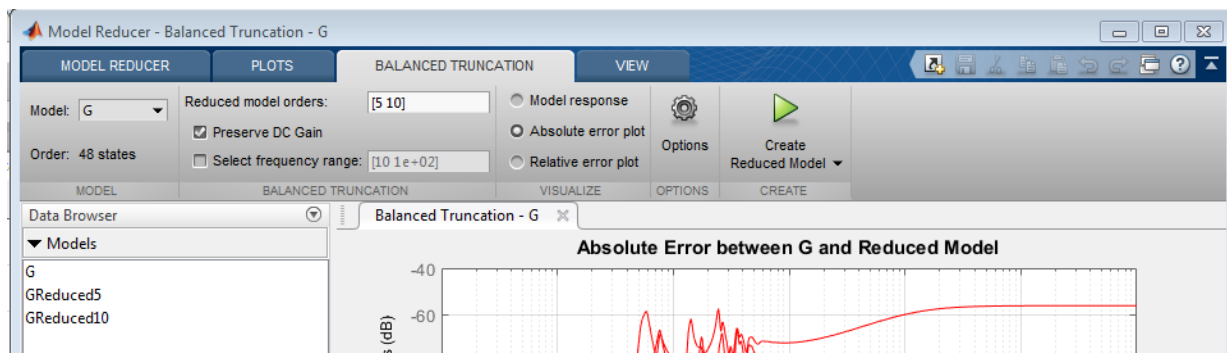 Model Reducer - Balanced Truncation - G
MODEL REDUCER PLOTS BALANCED TRUNCATION VIEW
Model: G Reduced model orders: [5 10] Model response
Preserve DC Gain Absolute error plot Options Create
Order: 48 states Select frequency range: [10 1e+02] Relative error plot Reduced Model
MODEL BALANCED TRUNCATION VISUALIZE OPTIONS CREATE
Data Browser Balanced Truncation - G
Models Absolute Error between G and Reduced Model
G -40
GReduced5
GReduced10 -60
(dB)